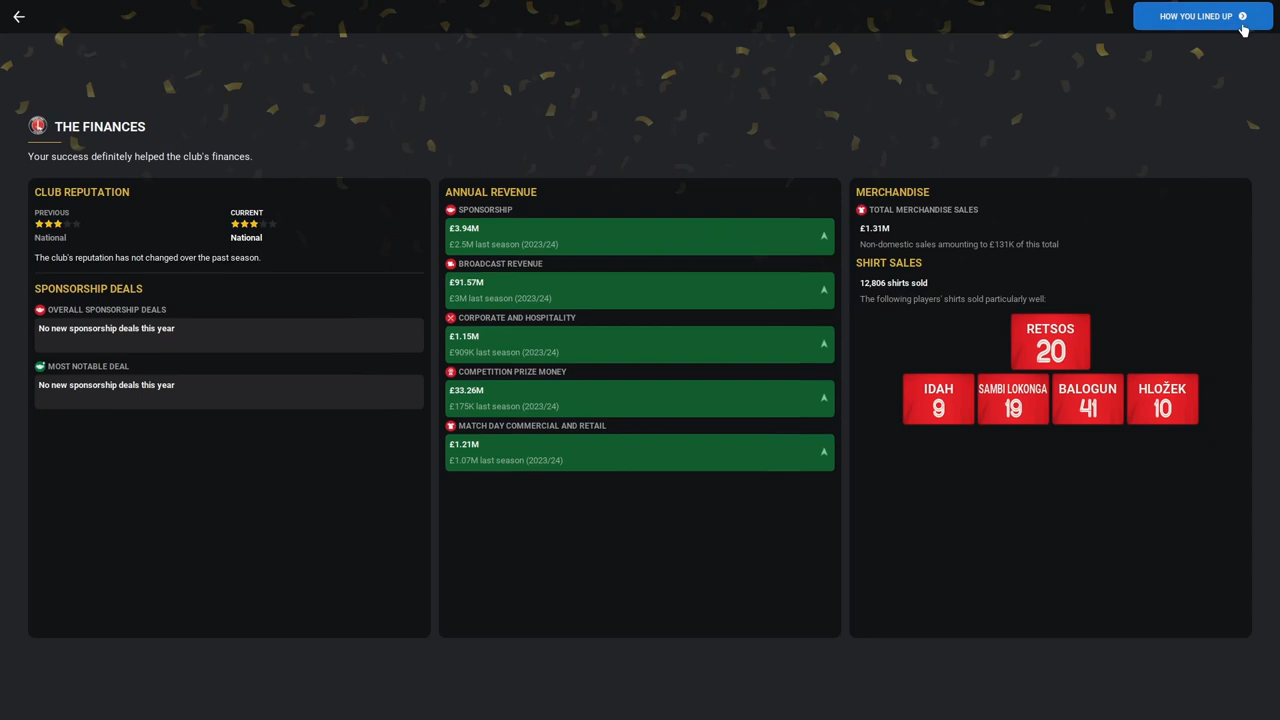 HOW YOU LINED UP
THE FINANCES
Your success definitely helped the club's finances.
CLUB REPUTATION
PREVIOUS
CURRENT
National
National
The club's reputation has not changed over the past season.
SPONSORSHIP DEALS
OVERALL SPONSORSHIP DEALS
No new sponsorship deals this year
MOST NOTABLE DEAL
No new sponsorship deals this year
ANNUAL REVENUE
SPONSORSHIP
£3.94M
£2.5M last season (2023/24)
BROADCAST REVENUE
£91.57M
£3M last season (2023/24)
CORPORATE AND HOSPITALITY
£1.15M
£909K last season (2023/24)
COMPETITION PRIZE MONEY
£33.26M
£175K last season (2023/24)
MATCH DAY COMMERCIAL AND RETAIL
£1.21M
£1.07M last season (2023/24)
MERCHANDISE
TOTAL MERCHANDISE SALES
£1.31M
Non-domestic sales amounting to £131K of this total
SHIRT SALES
12,806 shirts sold
The following players' shirts sold particularly well:
RETSOS
20
IDAH
9
SAMBI LOKONGA
19
BALOGUN
41
HLOŽEK
10